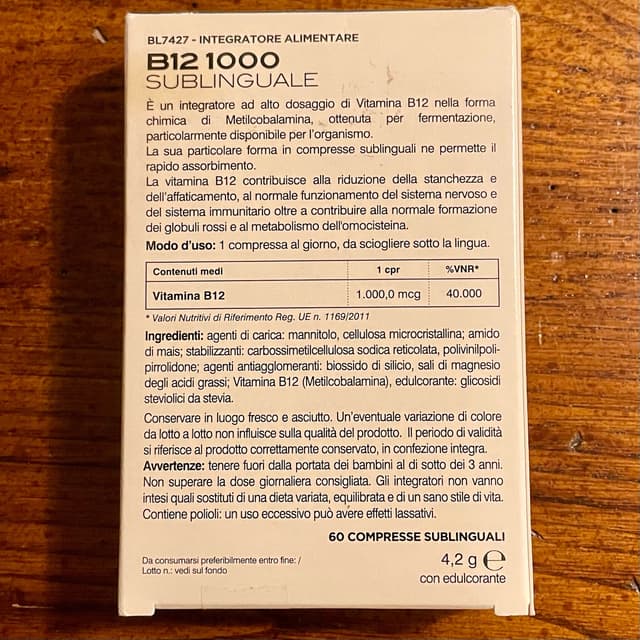 BL7427 - INTEGRATORE ALIMENTARE
B12 1000
SUBLINGUALE
È un integratore ad alto dosaggio di Vitamina B12 nella forma
chimica di Metilcobalamina, ottenuta per fermentazione,
particolarmente disponibile per l'organismo.
La sua particolare forma in compresse sublinguali ne permette il
rapido assorbimento.
La vitamina B12 contribuisce alla riduzione della stanchezza e
dell'affaticamento, al normale funzionamento del sistema nervoso e
del sistema immunitario oltre a contribuire alla normale formazione
dei globuli rossi e al metabolismo dell'omocisteina.
Modo d'uso: 1 compressa al giorno, da sciogliere sotto la lingua.
Contenuti medi 1 cpr %VNR*
Vitamina B12 1.000,0 mcg 40.000
* Valori Nutritivi di Riferimento Reg. UE n. 1169/2011
Ingredienti: agenti di carica: mannitolo, cellulosa microcristallina; amido
di mais; stabilizzanti: carbossimetilcellulosa sodica reticolata, polivinilpoli-
pirrolidone; agenti antiagglomeranti: biossido di silicio, sali di magnesio
degli acidi grassi; Vitamina B12 (Metilcobalamina), edulcorante: glicosidi
steviolici da stevia.
Conservare in luogo fresco e asciutto. Un'eventuale variazione di colore
da lotto a lotto non influisce sulla qualità del prodotto. Il periodo di validità
si riferisce al prodotto correttamente conservato, in confezione integra.
Avvertenze: tenere fuori dalla portata dei bambini al di sotto dei 3 anni.
Non superare la dose giornaliera consigliata. Gli integratori non vanno
intesi quali sostituti di una dieta variata, equilibrata e di un sano stile di vita.
Contiene polioli: un uso eccessivo può avere effetti lassativi.
60 COMPRESSE SUBLINGUALI
Da consumarsi preferibilmente entro fine: /
Lotto n.: vedi sul fondo
4,2 g ℮
con edulcorante